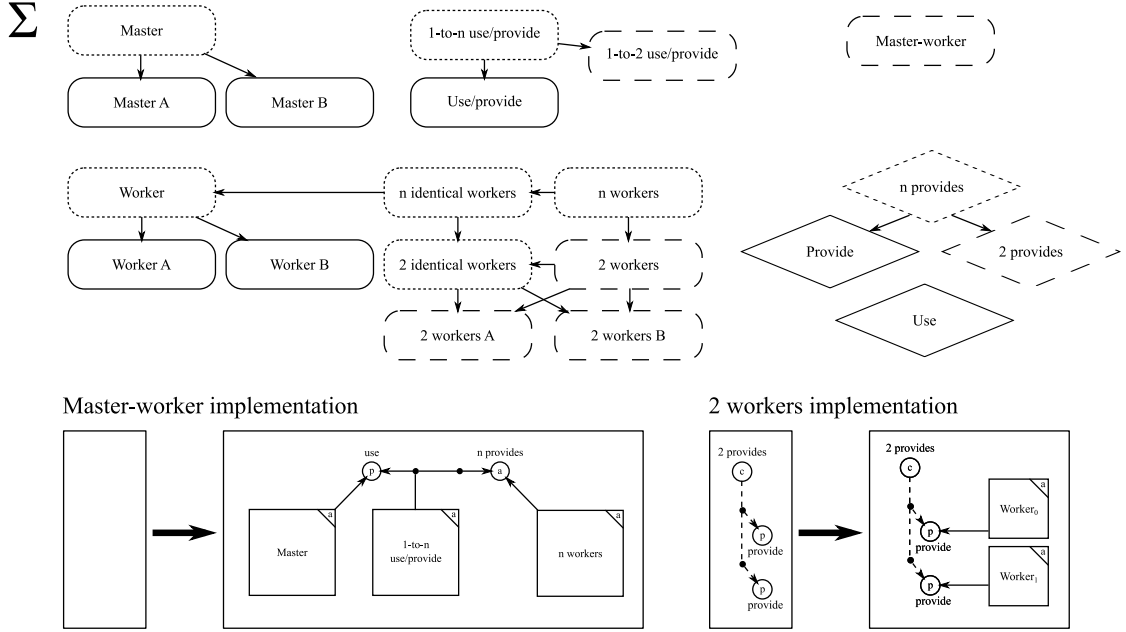 Σ
Master
1-to-n use/provide
1-to-2 use/provide
Master-worker
Master A
Master B
Use/provide
Worker
n identical workers
n workers
n provides
Worker A
Worker B
2 identical workers
2 workers
Provide
2 provides
2 workers A
2 workers B
Use
Master-worker implementation
2 workers implementation
use
n provides
p
a
a
a
a
Master
1-to-n
use/provide
n workers
2 provides
c
p
provide
p
provide
2 provides
c
p
provide
p
provide
a
Worker₀
a
Worker₁